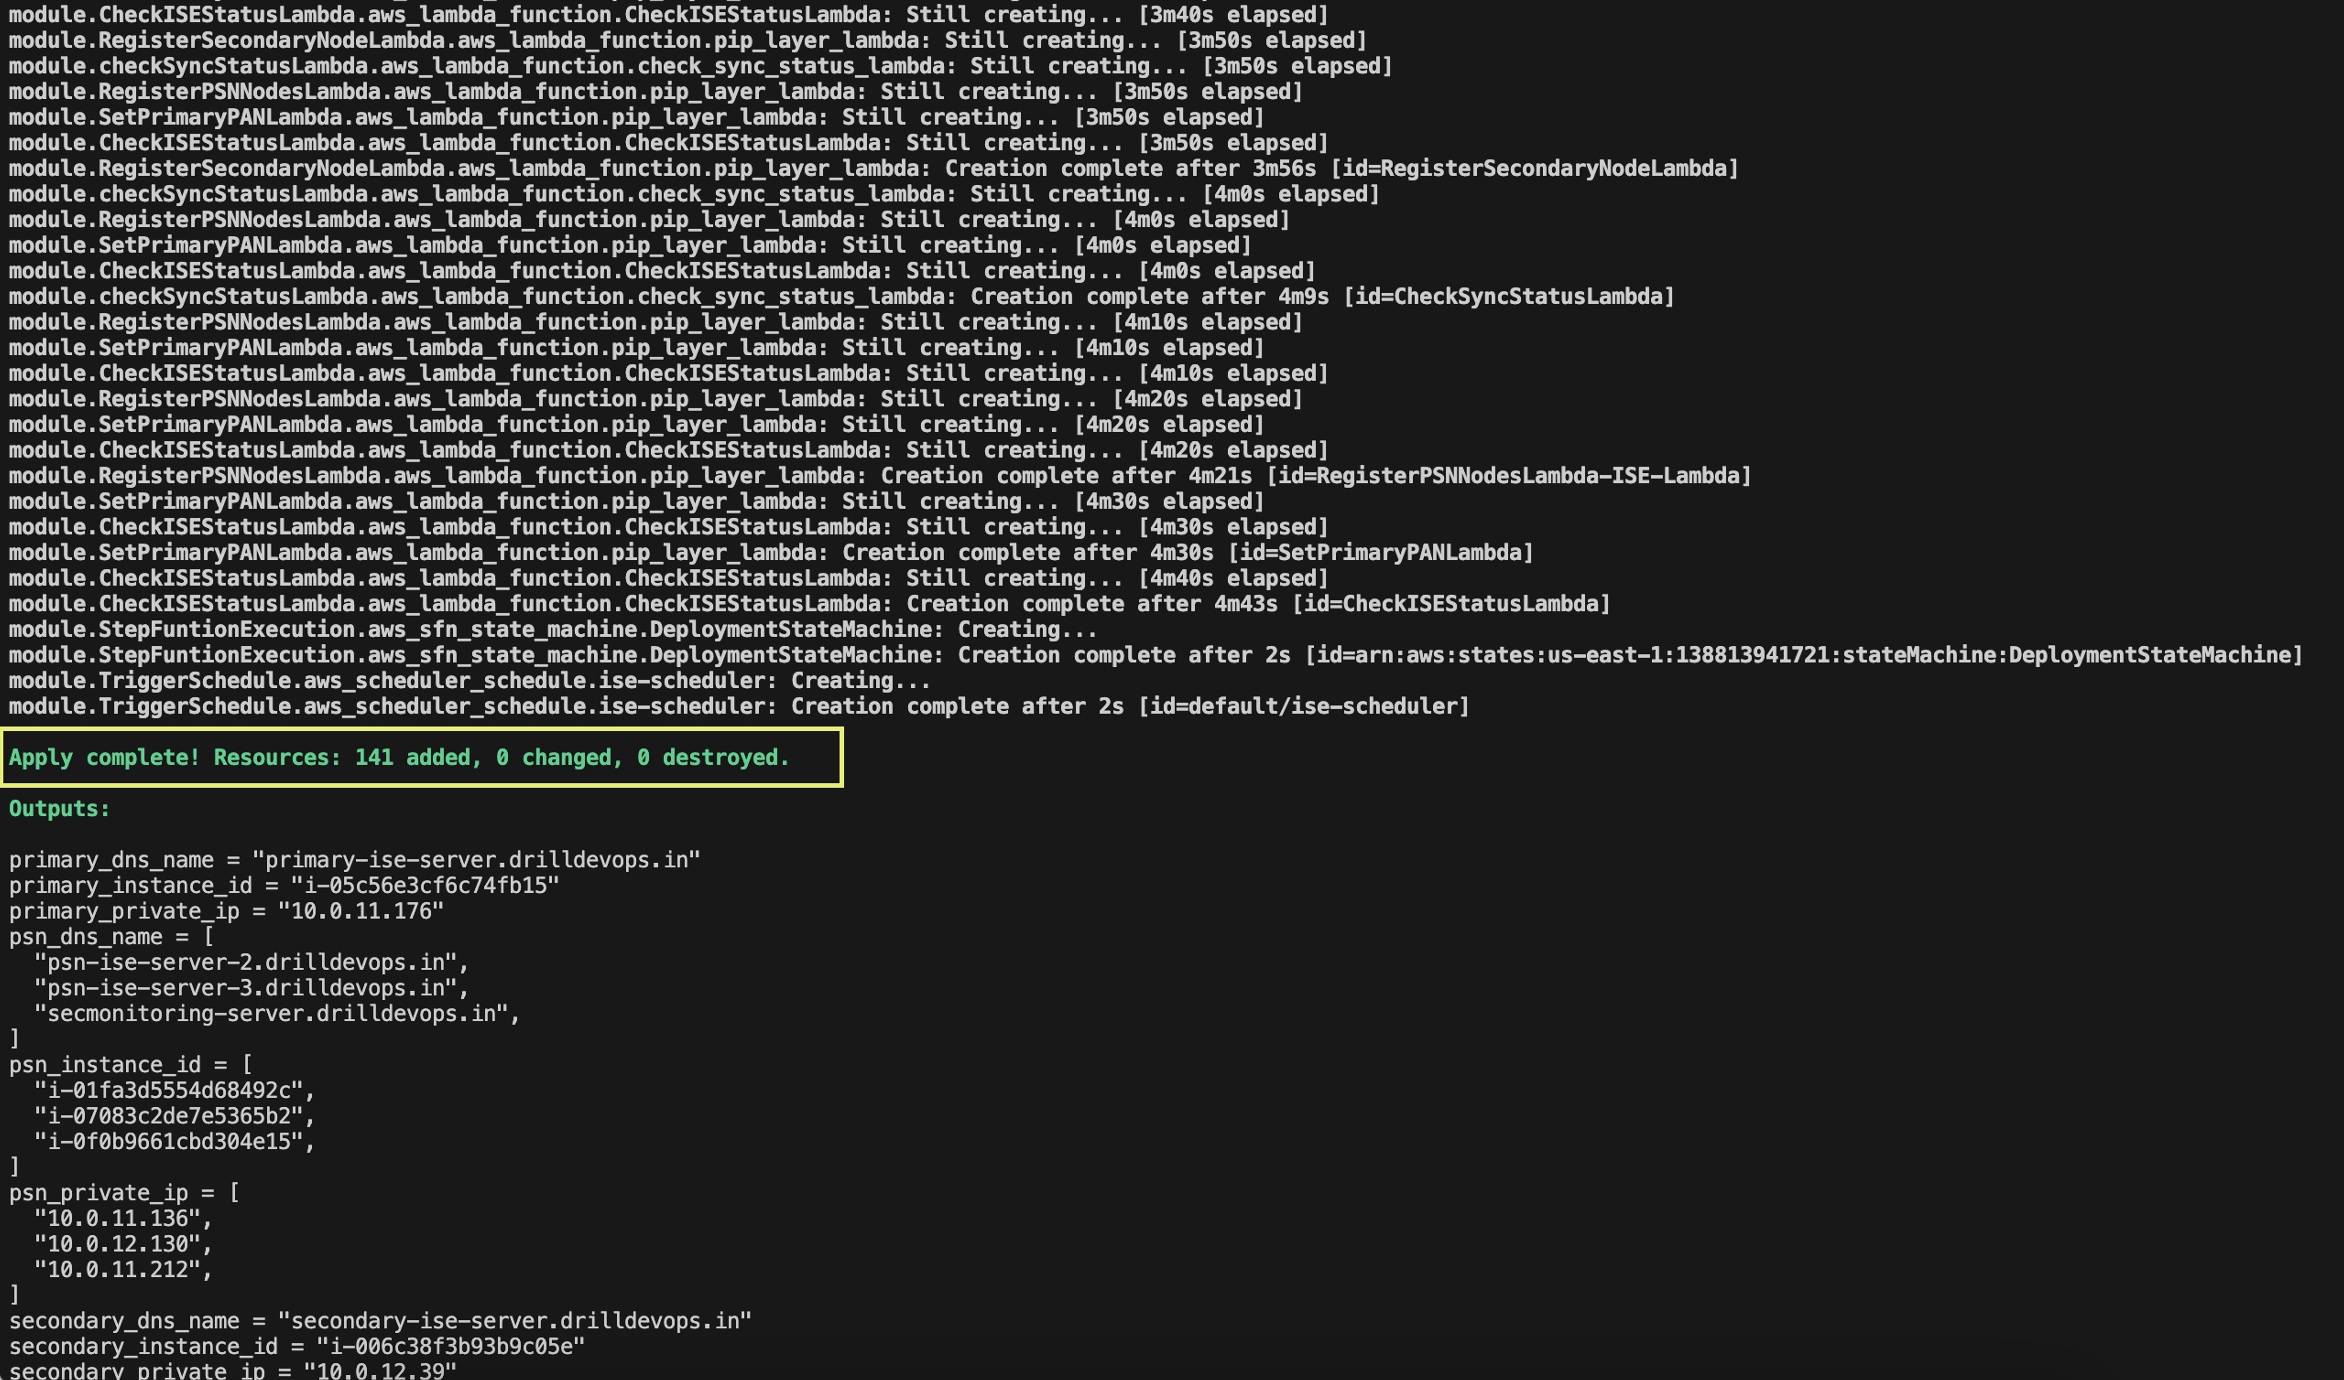 module.CheckISEStatusLambda.aws_lambda_function.CheckISEStatusLambda: Still creating... [3m40s elapsed]
module.RegisterSecondaryNodeLambda.aws_lambda_function.pip_layer_lambda: Still creating... [3m50s elapsed]
module.checkSyncStatusLambda.aws_lambda_function.check_sync_status_lambda: Still creating... [3m50s elapsed]
module.RegisterPSNNodesLambda.aws_lambda_function.pip_layer_lambda: Still creating... [3m50s elapsed]
module.SetPrimaryPANLambda.aws_lambda_function.pip_layer_lambda: Still creating... [3m50s elapsed]
module.CheckISEStatusLambda.aws_lambda_function.CheckISEStatusLambda: Still creating... [3m50s elapsed]
module.RegisterSecondaryNodeLambda.aws_lambda_function.pip_layer_lambda: Creation complete after 3m56s [id=RegisterSecondaryNodeLambda]
module.checkSyncStatusLambda.aws_lambda_function.check_sync_status_lambda: Still creating... [4m0s elapsed]
module.RegisterPSNNodesLambda.aws_lambda_function.pip_layer_lambda: Still creating... [4m0s elapsed]
module.SetPrimaryPANLambda.aws_lambda_function.pip_layer_lambda: Still creating... [4m0s elapsed]
module.CheckISEStatusLambda.aws_lambda_function.CheckISEStatusLambda: Still creating... [4m0s elapsed]
module.checkSyncStatusLambda.aws_lambda_function.check_sync_status_lambda: Creation complete after 4m9s [id=CheckSyncStatusLambda]
module.RegisterPSNNodesLambda.aws_lambda_function.pip_layer_lambda: Still creating... [4m10s elapsed]
module.SetPrimaryPANLambda.aws_lambda_function.pip_layer_lambda: Still creating... [4m10s elapsed]
module.CheckISEStatusLambda.aws_lambda_function.CheckISEStatusLambda: Still creating... [4m10s elapsed]
module.RegisterPSNNodesLambda.aws_lambda_function.pip_layer_lambda: Still creating... [4m20s elapsed]
module.SetPrimaryPANLambda.aws_lambda_function.pip_layer_lambda: Still creating... [4m20s elapsed]
module.CheckISEStatusLambda.aws_lambda_function.CheckISEStatusLambda: Still creating... [4m20s elapsed]
module.RegisterPSNNodesLambda.aws_lambda_function.pip_layer_lambda: Creation complete after 4m21s [id=RegisterPSNNodesLambda-ISE-Lambda]
module.SetPrimaryPANLambda.aws_lambda_function.pip_layer_lambda: Still creating... [4m30s elapsed]
module.CheckISEStatusLambda.aws_lambda_function.CheckISEStatusLambda: Still creating... [4m30s elapsed]
module.SetPrimaryPANLambda.aws_lambda_function.pip_layer_lambda: Creation complete after 4m30s [id=SetPrimaryPANLambda]
module.CheckISEStatusLambda.aws_lambda_function.CheckISEStatusLambda: Still creating... [4m40s elapsed]
module.CheckISEStatusLambda.aws_lambda_function.CheckISEStatusLambda: Creation complete after 4m43s [id=CheckISEStatusLambda]
module.StepFuntionExecution.aws_sfn_state_machine.DeploymentStateMachine: Creating...
module.StepFuntionExecution.aws_sfn_state_machine.DeploymentStateMachine: Creation complete after 2s [id=arn:aws:states:us-east-1:138813941721:stateMachine:DeploymentStateMachine]
module.TriggerSchedule.aws_scheduler_schedule.ise-scheduler: Creating...
module.TriggerSchedule.aws_scheduler_schedule.ise-scheduler: Creation complete after 2s [id=default/ise-scheduler]
Apply complete! Resources: 141 added, 0 changed, 0 destroyed.
Outputs:
primary_dns_name = "primary-ise-server.drilldevops.in"
primary_instance_id = "i-05c56e3cf6c74fb15"
primary_private_ip = "10.0.11.176"
psn_dns_name = [
"psn-ise-server-2.drilldevops.in",
"psn-ise-server-3.drilldevops.in",
"secmonitoring-server.drilldevops.in",
]
psn_instance_id = [
"i-01fa3d5554d68492c",
"i-07083c2de7e5365b2",
"i-0f0b9661cbd304e15",
]
psn_private_ip = [
"10.0.11.136",
"10.0.12.130",
"10.0.11.212",
]
secondary_dns_name = "secondary-ise-server.drilldevops.in"
secondary_instance_id = "i-006c38f3b93b9c05e"
secondary_private_ip = "10.0.12.39"